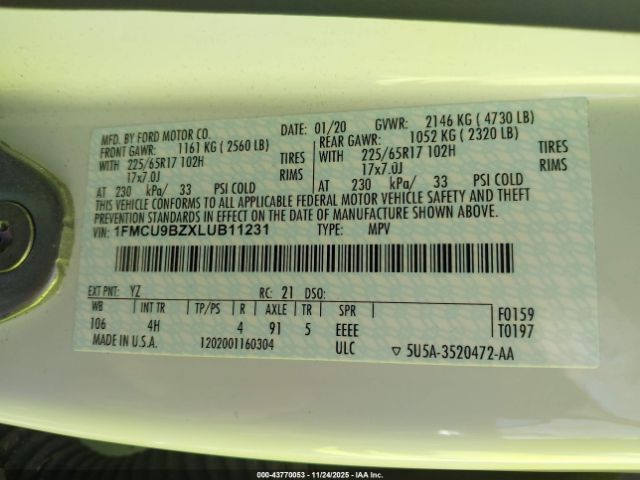 MFD. BY FORD MOTOR CO. DATE: 01/20 GVWR: 2146 KG ( 4730 LB)
FRONT GAWR: 1161 KG ( 2560 LB) REAR GAWR: 1052 KG ( 2320 LB)
WITH 225/65R17 102H TIRES WITH 225/65R17 102H TIRES
17x7.0J RIMS 17x7.0J RIMS
AT 230 kPa/ 33 PSI COLD AT 230 kPa/ 33 PSI COLD
THIS VEHICLE CONFORMS TO ALL APPLICABLE FEDERAL MOTOR VEHICLE SAFETY AND THEFT
PREVENTION STANDARDS IN EFFECT ON THE DATE OF MANUFACTURE SHOWN ABOVE.
VIN: 1FMCU9BZXLUB11231 TYPE: MPV
EXT PNT: YZ RC: 21 DSO:
WB INT TR TP/PS R AXLE TR SPR
106 4H 4 91 5 EEEE F0159
T0197
MADE IN U.S.A. 1202001160304 ULC ▽ 5U5A-3520472-AA
000-43770053 - 11/24/2025 - IAAI, Inc.